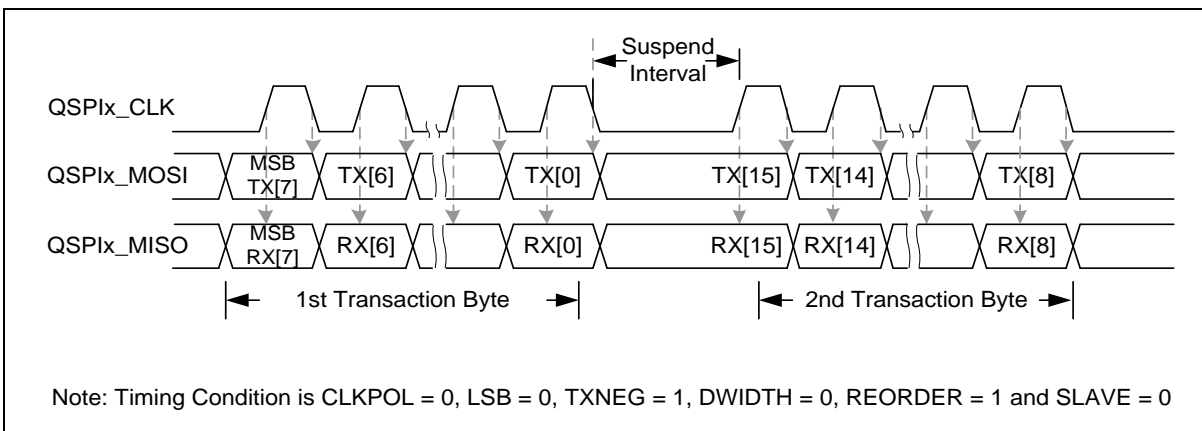 Suspend
Interval
QSPIx_CLK
QSPIx_MOSI
MSB
TX[7]
TX[6]
TX[0]
TX[15]
TX[14]
TX[8]
QSPIx_MISO
MSB
RX[7]
RX[6]
RX[0]
RX[15]
RX[14]
RX[8]
1st Transaction Byte
2nd Transaction Byte
Note: Timing Condition is CLKPOL = 0, LSB = 0, TXNEG = 1, DWIDTH = 0, REORDER = 1 and SLAVE = 0